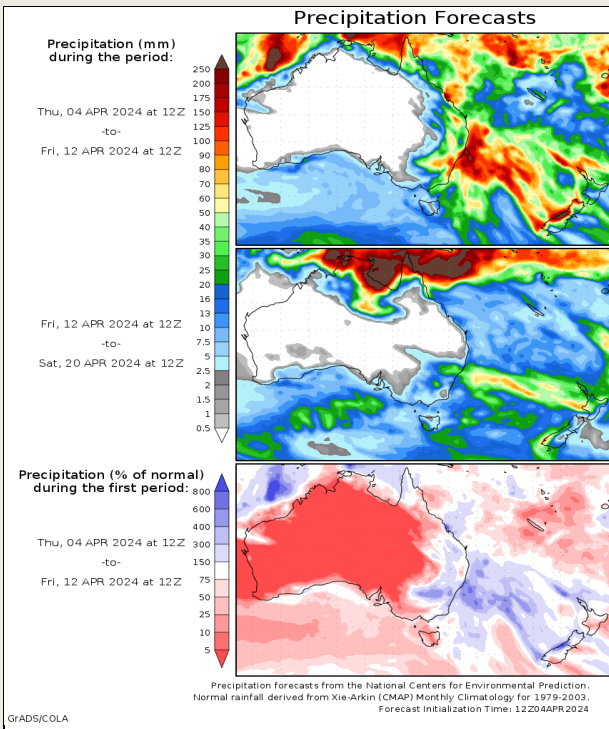 Precipitation Forecasts
Precipitation (mm)
during the period:
Thu, 04 APR 2024 at 12Z
-to-
Fri, 12 APR 2024 at 12Z
250
200
175
150
125
100
90
80
70
60
50
40
35
30
25
20
16
13
10
7.5
5
2.5
2
1.5
1
0.5
Fri, 12 APR 2024 at 12Z
-to-
Sat, 20 APR 2024 at 12Z
Precipitation (% of normal)
during the first period:
Thu, 04 APR 2024 at 12Z
-to-
Fri, 12 APR 2024 at 12Z
800
600
400
300
150
75
50
25
10
5
Precipitation forecasts from the National Centers for Environmental Prediction.
Normal rainfall derived from Xie-Arkin (CMAP) Monthly Climatology for 1979-2003.
Forecast Initialization Time: 12Z04APR2024
GrADS/COLA